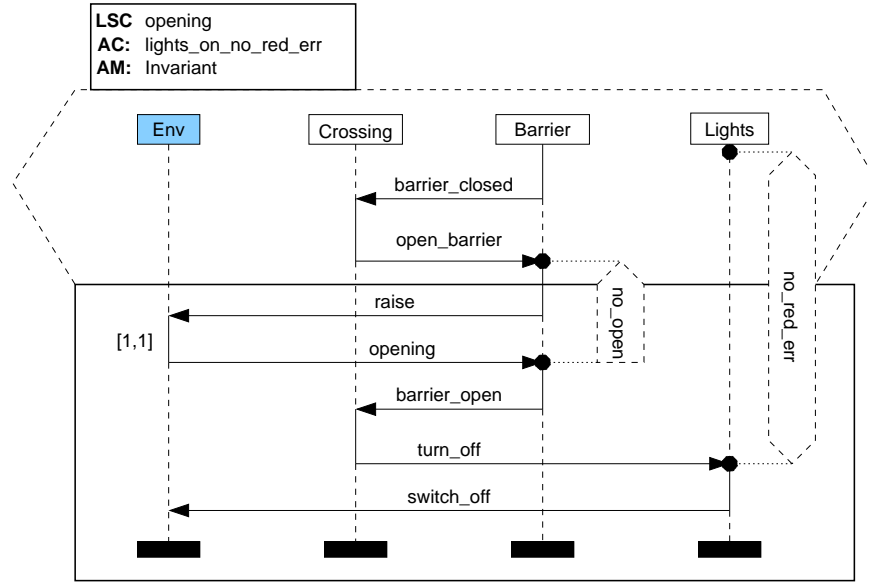 LSC opening
AC: lights_on_no_red_err
AM: Invariant
Env Crossing Barrier Lights
barrier_closed
open_barrier
raise
[1,1]
opening
barrier_open
turn_off
switch_off
no_open
no_red_err